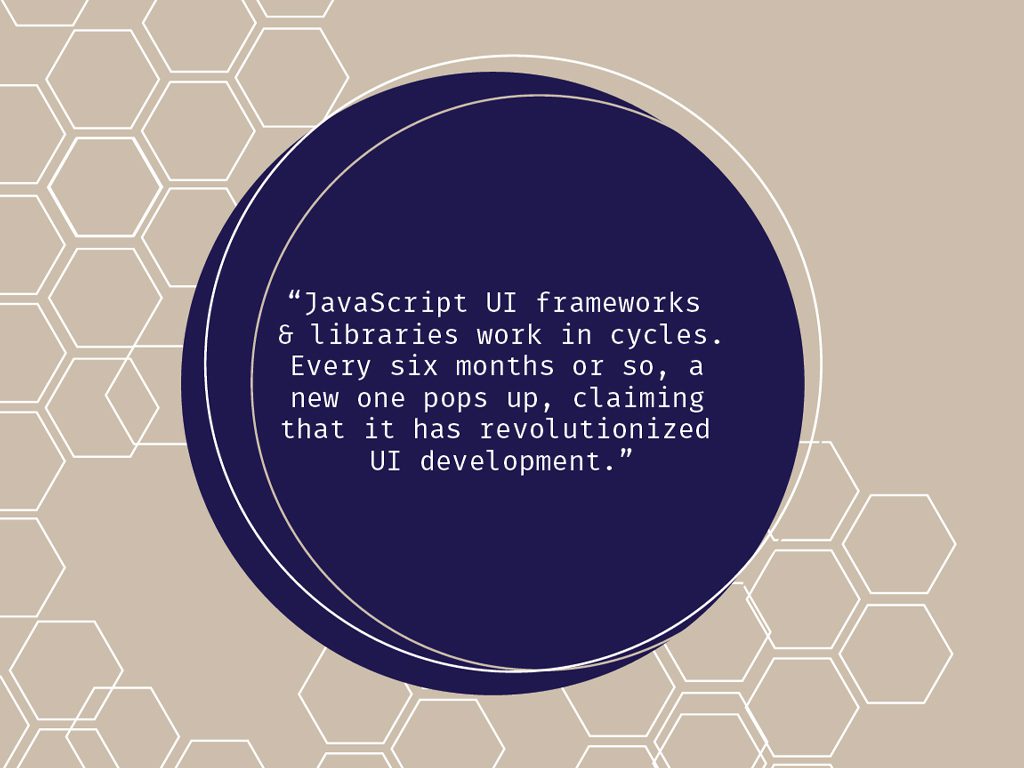 “JavaScript UI frameworks
& libraries work in cycles.
Every six months or so, a
new one pops up, claiming
that it has revolutionized
UI development.”